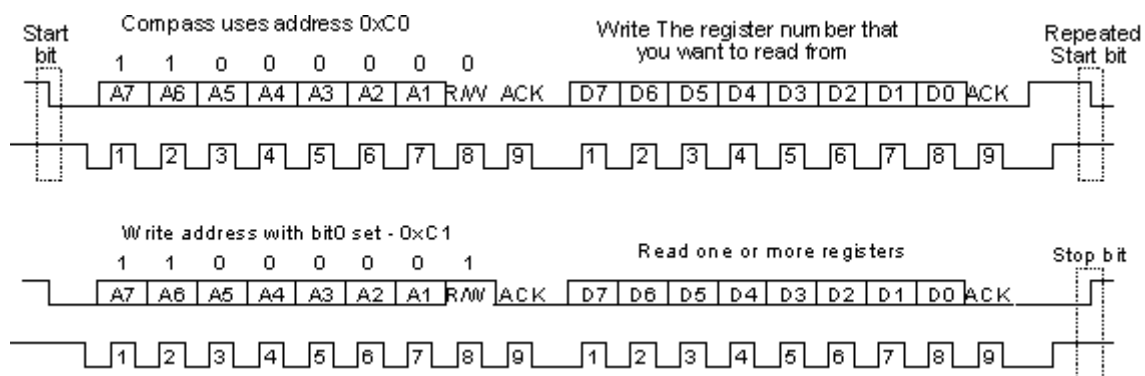 Compass uses address 0xC0
Write The register number that
you want to read from
Start
bit
Repeated
Start bit
1 1 0 0 0 0 0 0
A7 A6 A5 A4 A3 A2 A1 R/W ACK D7 D6 D5 D4 D3 D2 D1 D0 ACK
1 2 3 4 5 6 7 8 9 1 2 3 4 5 6 7 8 9
Write address with bit0 set - 0xC1
Read one or more registers
Stop bit
1 1 0 0 0 0 0 1
A7 A6 A5 A4 A3 A2 A1 R/W ACK D7 D6 D5 D4 D3 D2 D1 D0 ACK
1 2 3 4 5 6 7 8 9 1 2 3 4 5 6 7 8 9